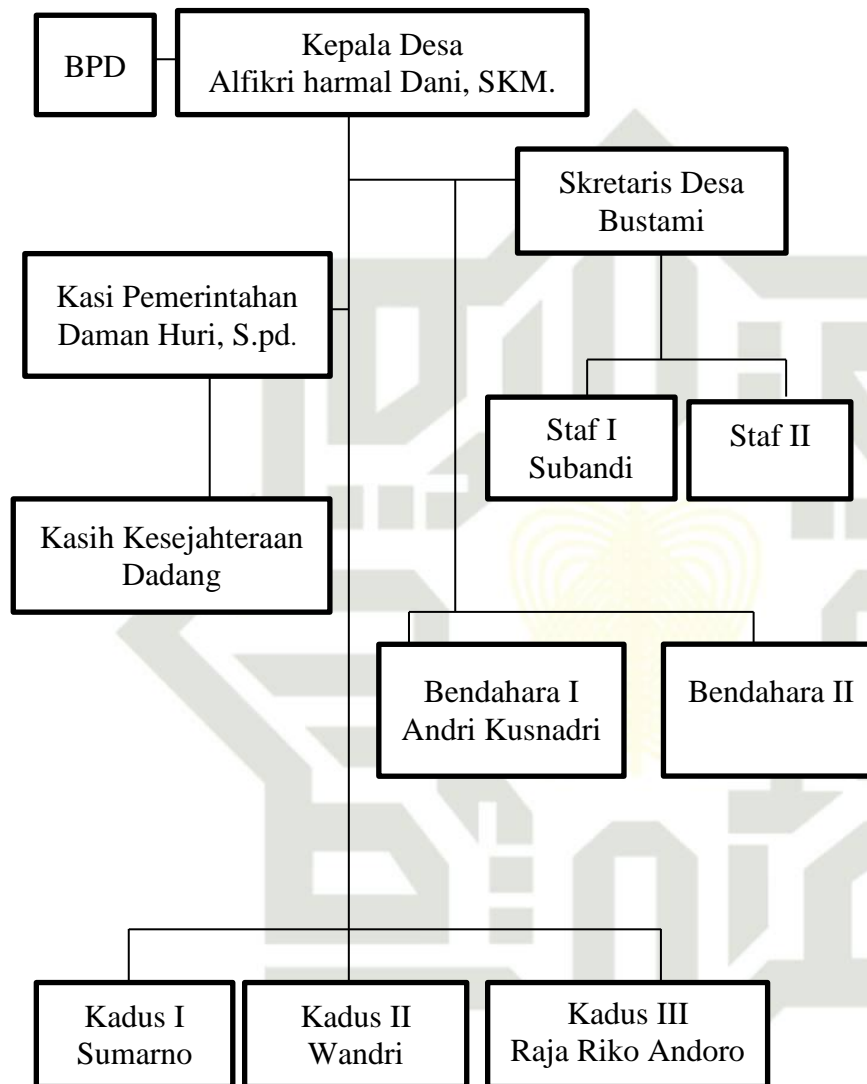 BPD
Kepala Desa
Alfikri harmal Dani, SKM.
Skretaris Desa
Bustami
Kasi Pemerintahan
Daman Huri, S.pd.
Staf I
Subandi
Staf II
Kasih Kesejahteraan
Dadang
Bendahara I
Andri Kusnadri
Bendahara II
Kadus I
Sumarno
Kadus II
Wandri
Kadus III
Raja Riko Andoro